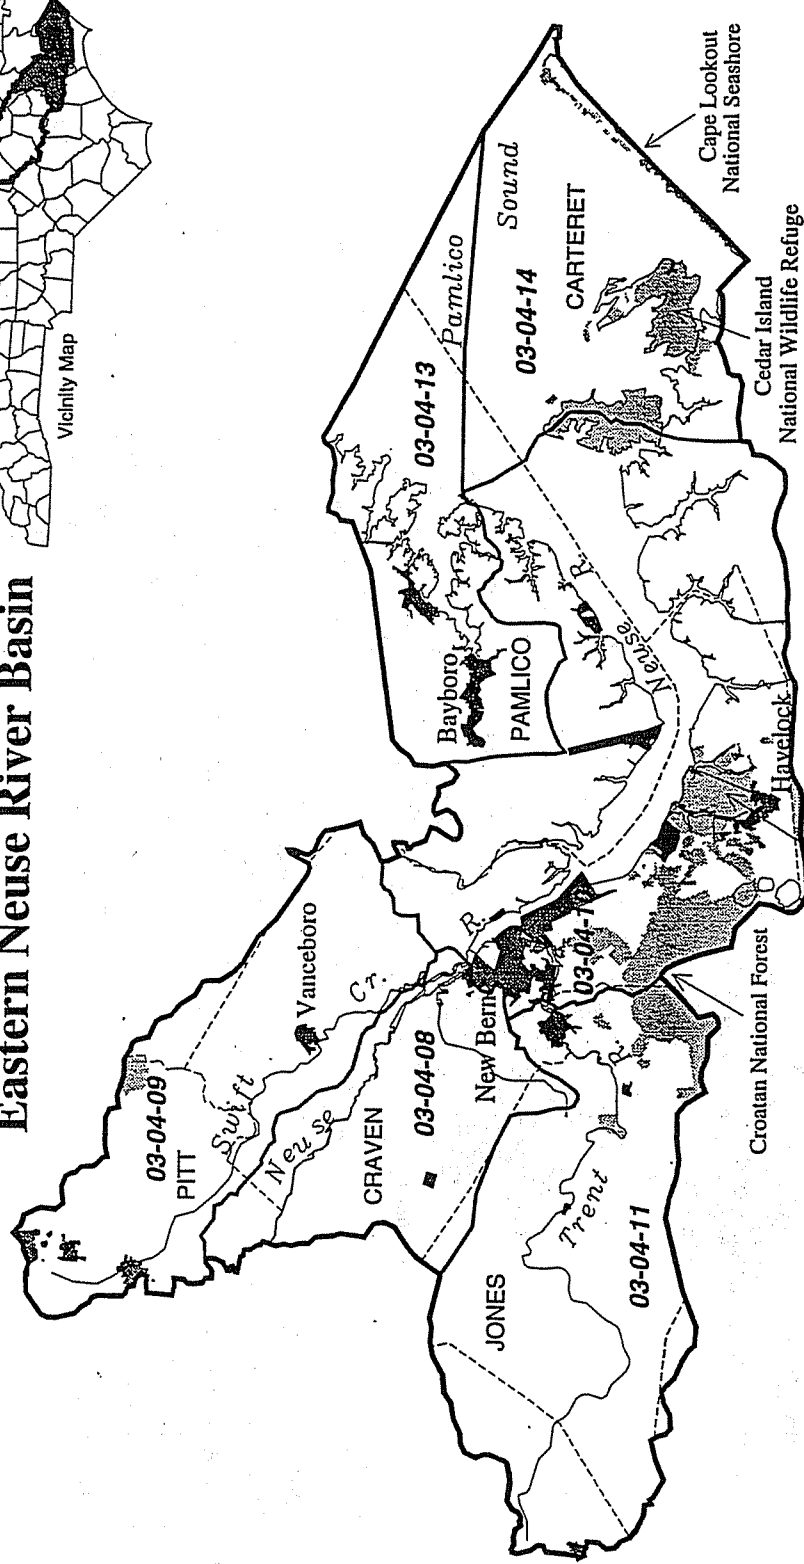 Eastern Neuse River Basin
Vicinity Map
03-04-09
PITT
Swift
Cr.
Vanceboro
Neuse
R.
CRAVEN
03-04-08
New Bern
JONES
Trent
03-04-11
Croatan National Forest
Havelock
Bayboro
PAMLICO
Neuse
R.
03-04-13
Pamlico
Sound
03-04-14
CARTERET
Cape Lookout
National Seashore
Cedar Island
National Wildlife Refuge